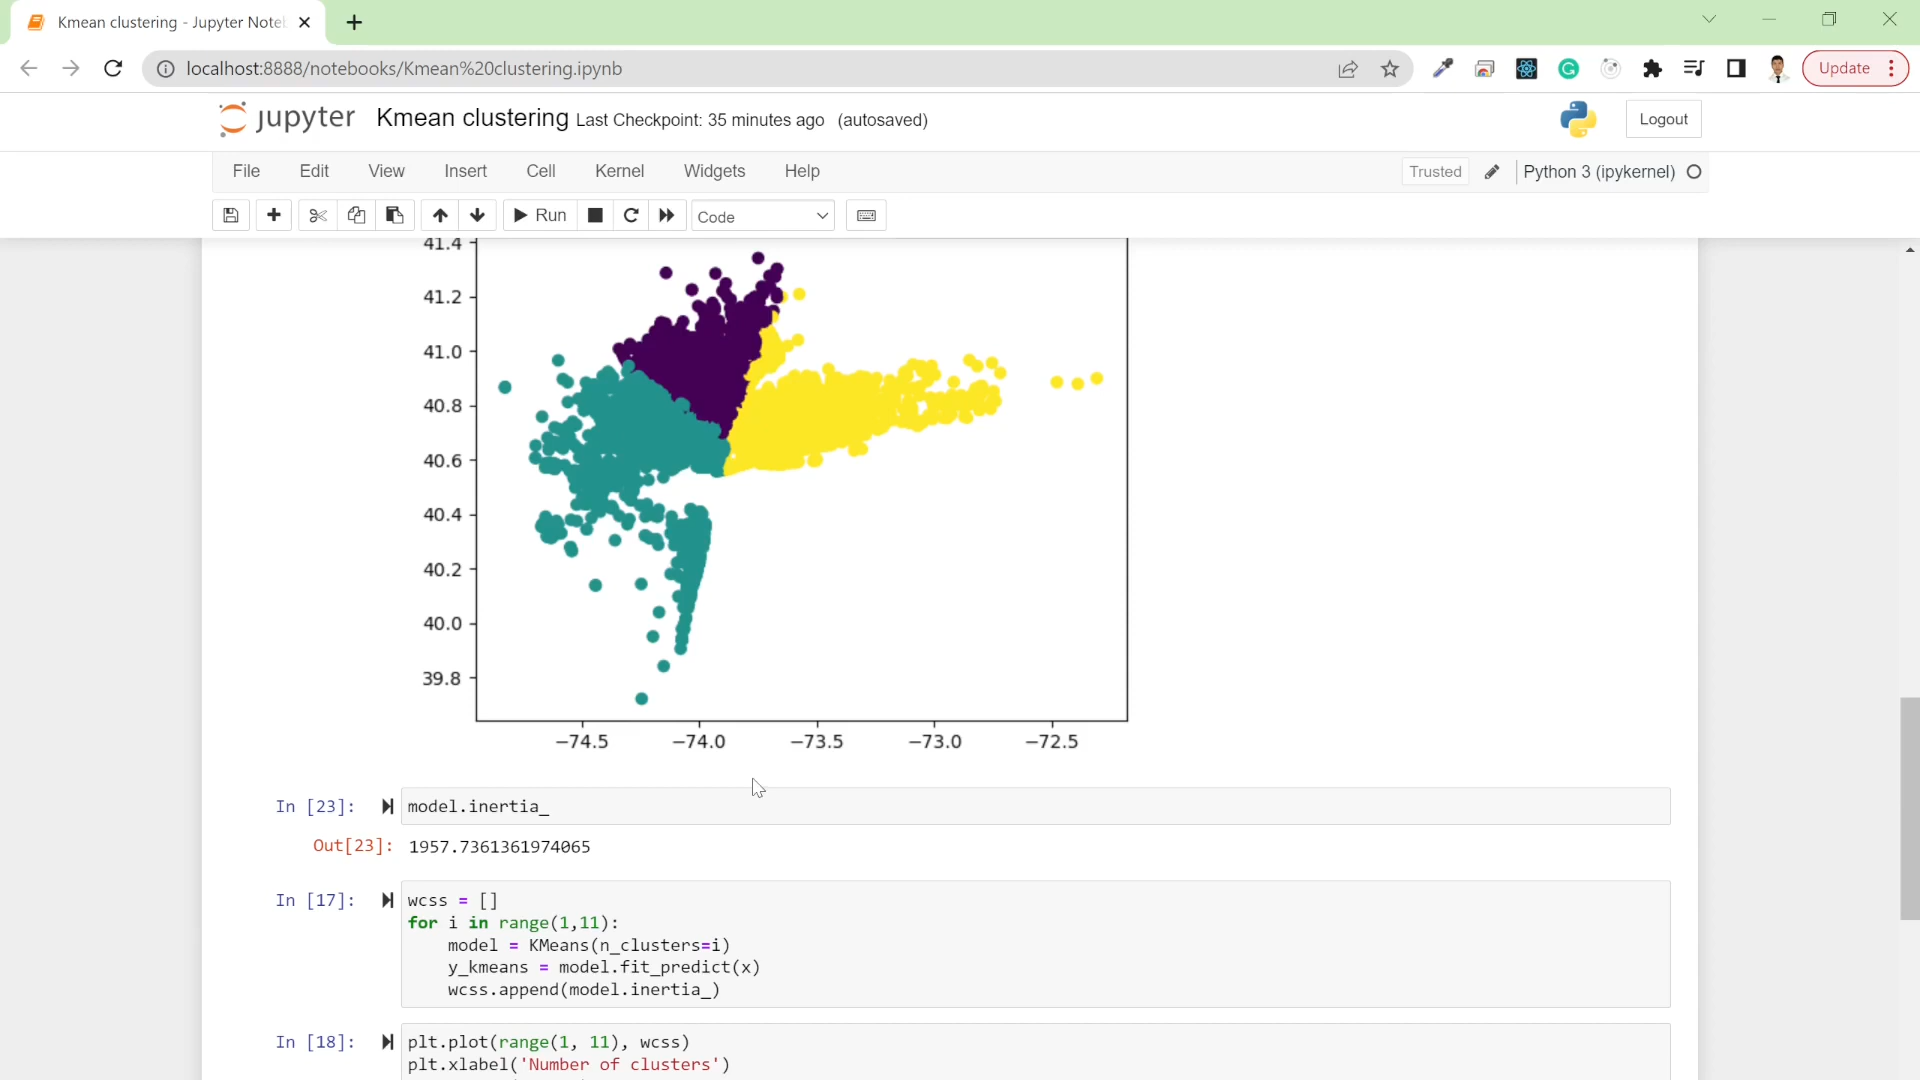 Kmean clustering - Jupyter Note
localhost:8888/notebooks/Kmean%20clustering.ipynb
Update
jupyter Kmean clustering Last Checkpoint: 35 minutes ago (autosaved)
Logout
File Edit View Insert Cell Kernel Widgets Help
Trusted Python 3 (ipykernel)
Run Code
41.4
41.2
41.0
40.8
40.6
40.4
40.2
40.0
39.8
−74.5 −74.0 −73.5 −73.0 −72.5
In [23]: model.inertia_
Out[23]: 1957.7361361974065
In [17]: wcss = []
for i in range(1,11):
    model = KMeans(n_clusters=i)
    y_kmeans = model.fit_predict(x)
    wcss.append(model.inertia_)
In [18]: plt.plot(range(1, 11), wcss)
plt.xlabel('Number of clusters')